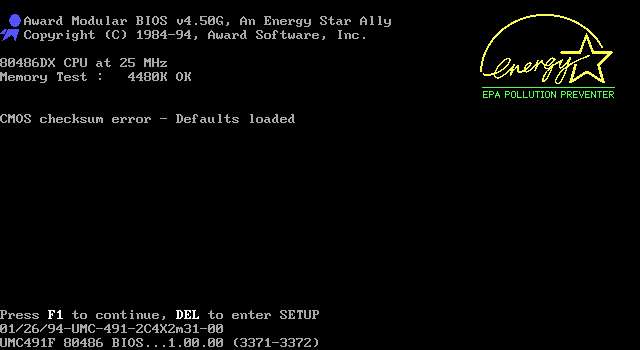 Award Modular BIOS v4.50G, An Energy Star Ally
Copyright (C) 1984-94, Award Software, Inc.
80486DX CPU at 25 MHz
Memory Test :   4480K OK
energy
EPA POLLUTION PREVENTER
CMOS checksum error - Defaults loaded
Press F1 to continue, DEL to enter SETUP
01/26/94-UMC-491-2C4X2m31-00
UMC491F 80486 BIOS...1.00.00 (3371-3372)